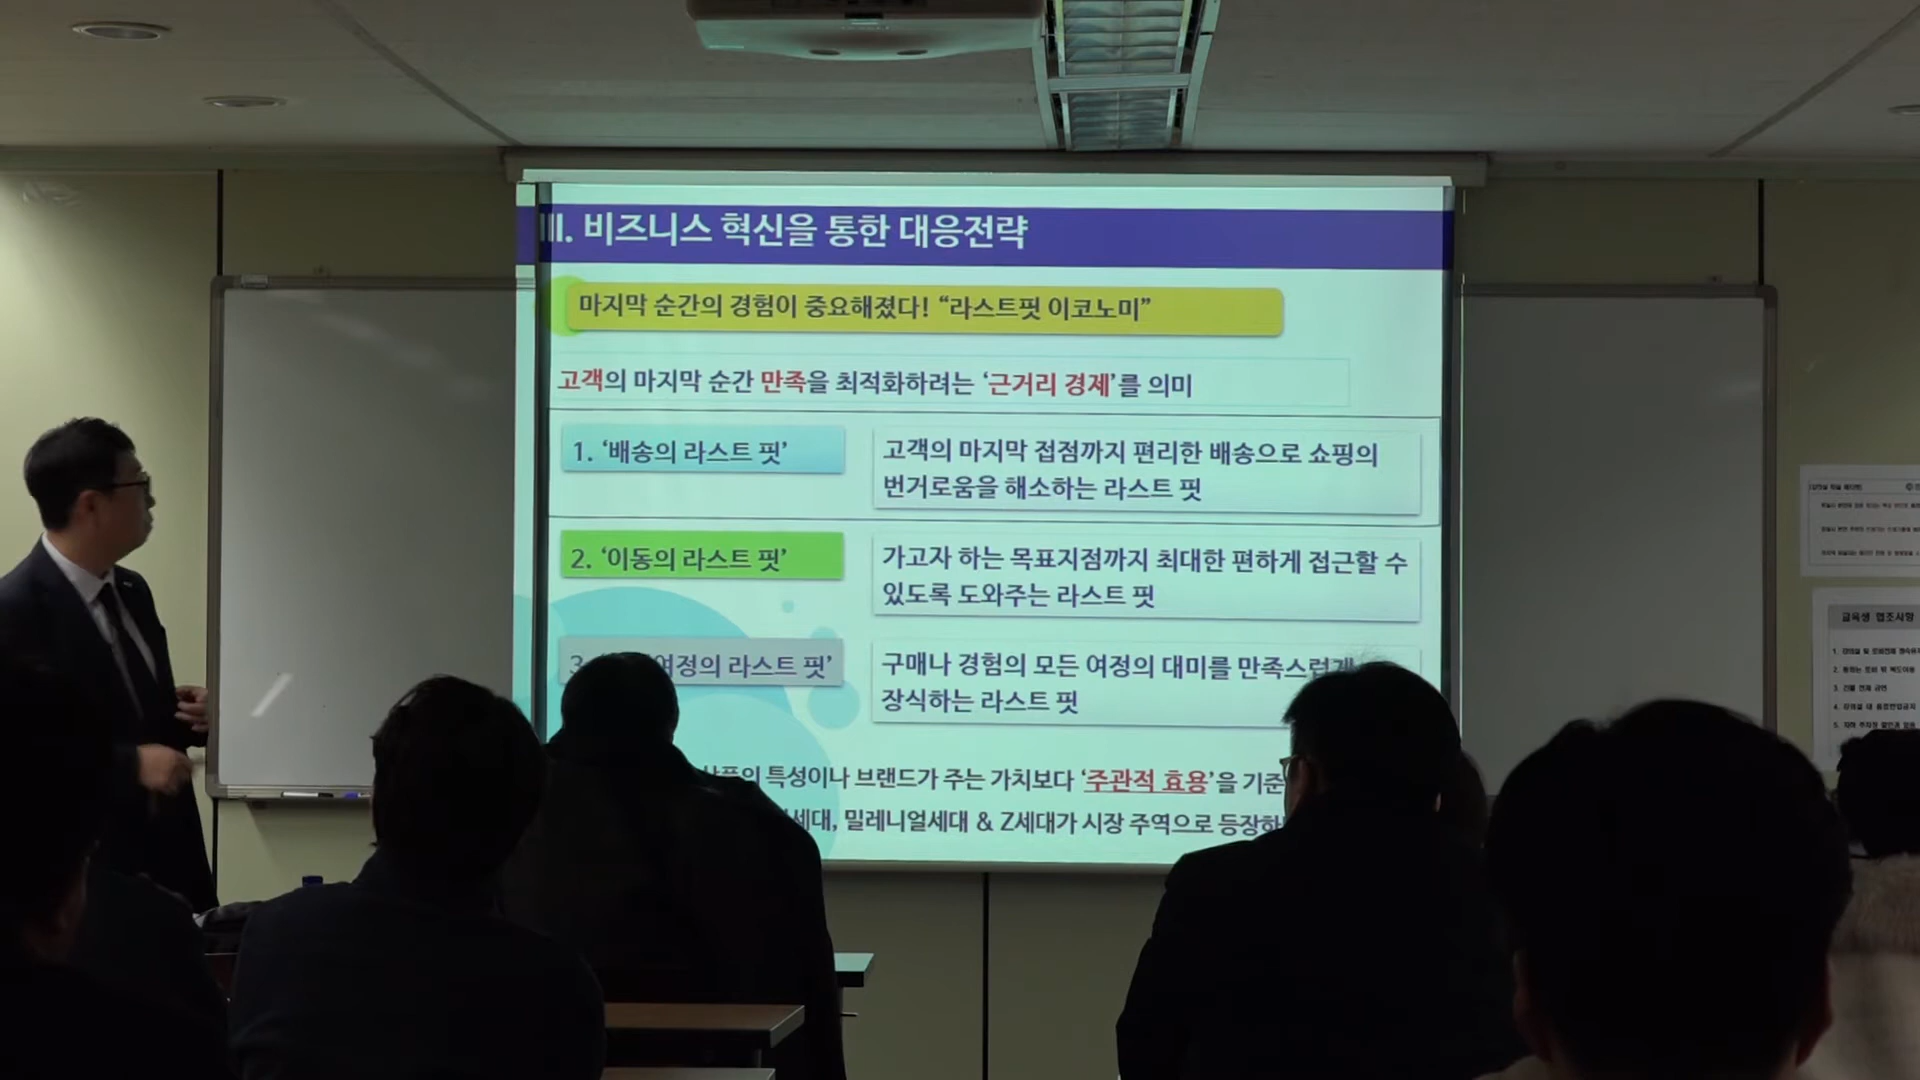 III. 비즈니스 혁신을 통한 대응전략
마지막 순간의 경험이 중요해졌다! “라스트핏 이코노미”
고객의 마지막 순간 만족을 최적화하려는 ‘근거리 경제’를 의미
1. ‘배송의 라스트 핏’
고객의 마지막 접점까지 편리한 배송으로 쇼핑의
번거로움을 해소하는 라스트 핏
2. ‘이동의 라스트 핏’
가고자 하는 목표지점까지 최대한 편하게 접근할 수
있도록 도와주는 라스트 핏
3. 여정의 라스트 핏’
구매나 경험의 모든 여정의 대미를 만족스럽게
장식하는 라스트 핏
특성이나 브랜드가 주는 가치보다 ‘주관적 효용’을 기준
세대, 밀레니얼세대 & Z세대가 시장 주역으로
교육생 협조사항